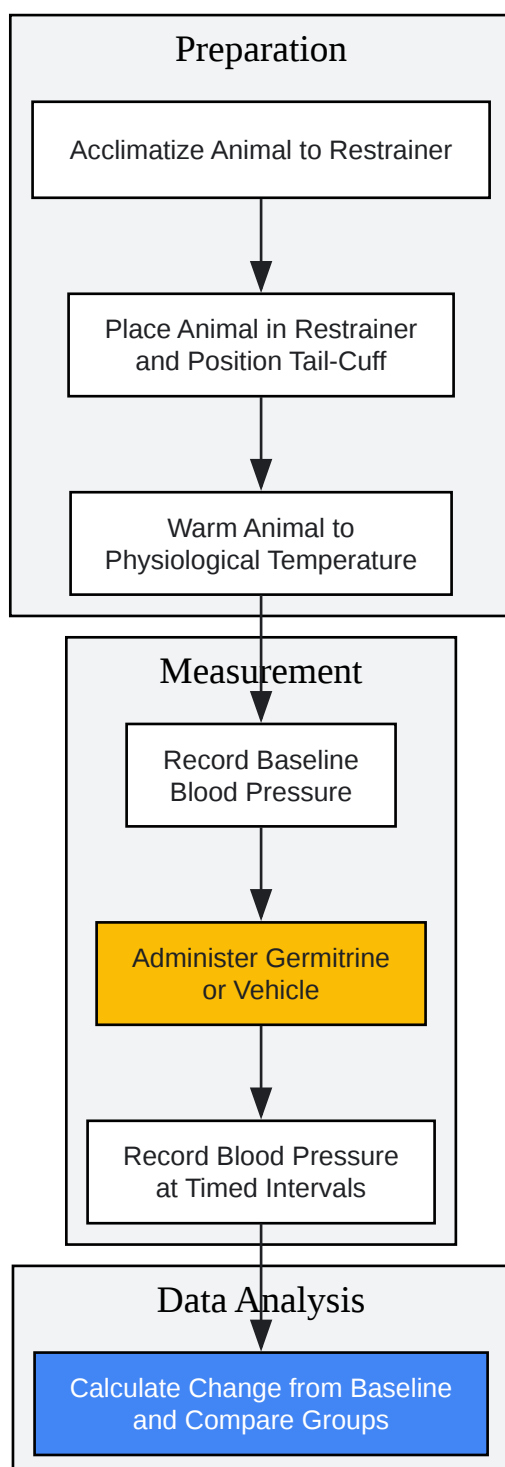 Preparation
Acclimatize Animal to Restrainer
Place Animal in Restrainer
and Position Tail-Cuff
Warm Animal to
Physiological Temperature
Measurement
Record Baseline
Blood Pressure
Administer Germitrine
or Vehicle
Record Blood Pressure
at Timed Intervals
Data Analysis
Calculate Change from Baseline
and Compare Groups